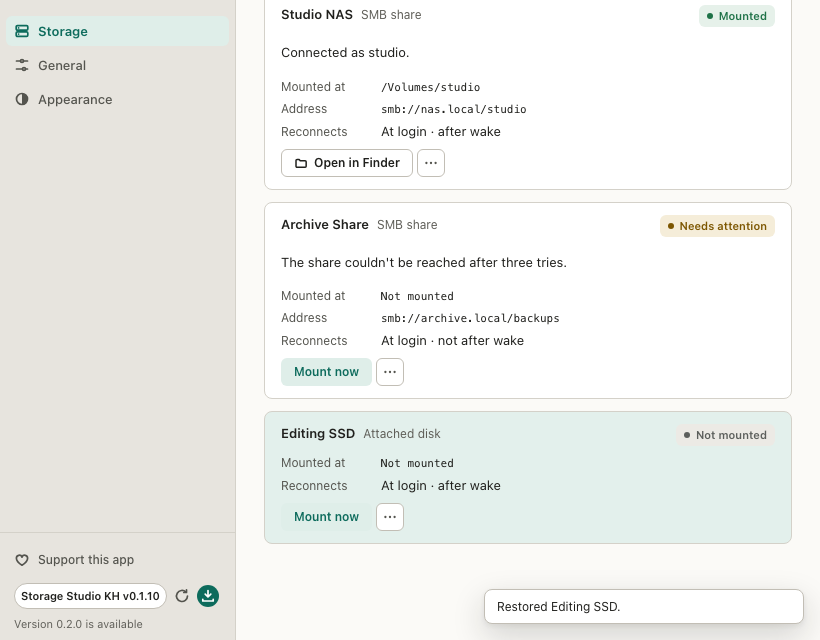 Storage
General
Appearance
Support this app
Storage Studio KH v0.1.10
Version 0.2.0 is available
Studio NAS SMB share
Mounted
Connected as studio.
Mounted at /Volumes/studio
Address smb://nas.local/studio
Reconnects At login · after wake
Open in Finder ···
Archive Share SMB share
Needs attention
The share couldn't be reached after three tries.
Mounted at Not mounted
Address smb://archive.local/backups
Reconnects At login · not after wake
Mount now ···
Editing SSD Attached disk
Not mounted
Mounted at Not mounted
Reconnects At login · after wake
Mount now ···
Restored Editing SSD.